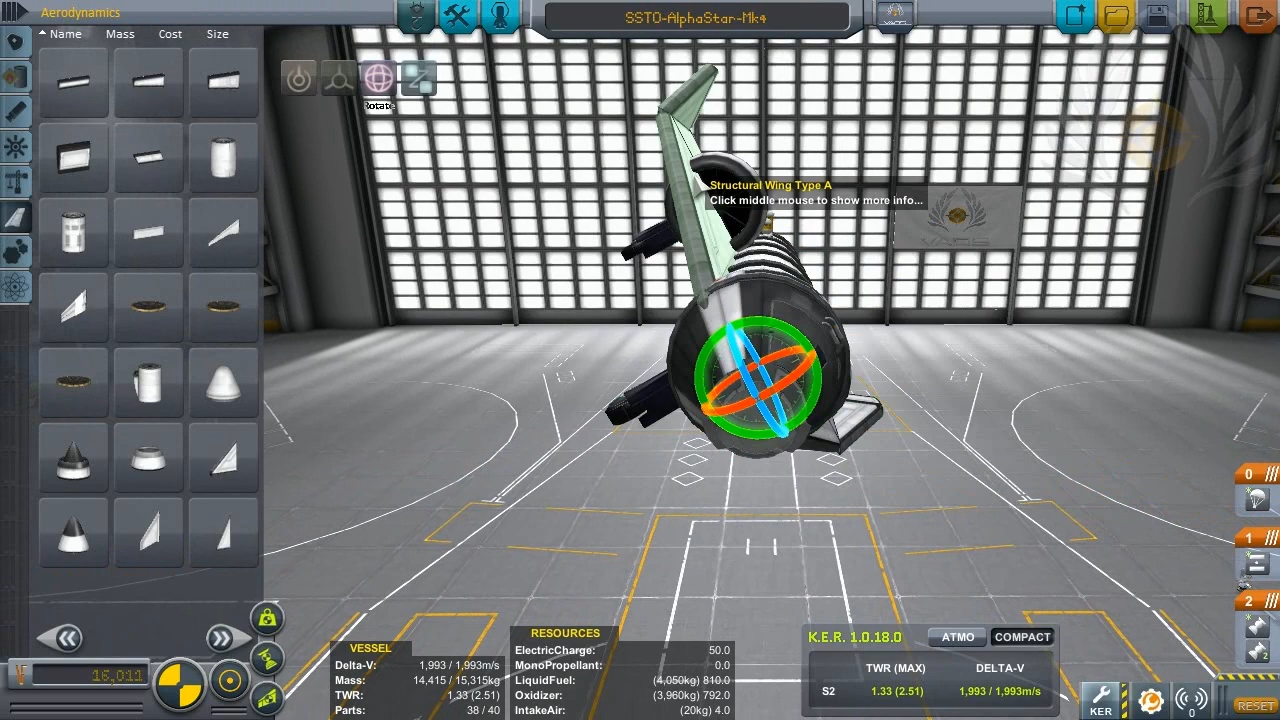 Aerodynamics
SSTO-AlphaStar-Mk4
Name Mass Cost Size
Rotate
Structural Wing Type A
Click middle mouse to show more info...
VARS
0
1
2
2
16,011
VESSEL
Delta-V: 1,993 / 1,993m/s
Mass: 14,415 / 15,315kg
TWR: 1.33 (2.51)
Parts: 38 / 40
RESOURCES
ElectricCharge: 50.0
MonoPropellant: 0.0
LiquidFuel: (4,050kg) 810.0
Oxidizer: (3,960kg) 792.0
IntakeAir: (20kg) 4.0
K.E.R. 1.0.18.0 ATMO COMPACT
TWR (MAX) DELTA-V
S2 1.33 (2.51) 1,993 / 1,993m/s
KER
0
RESET